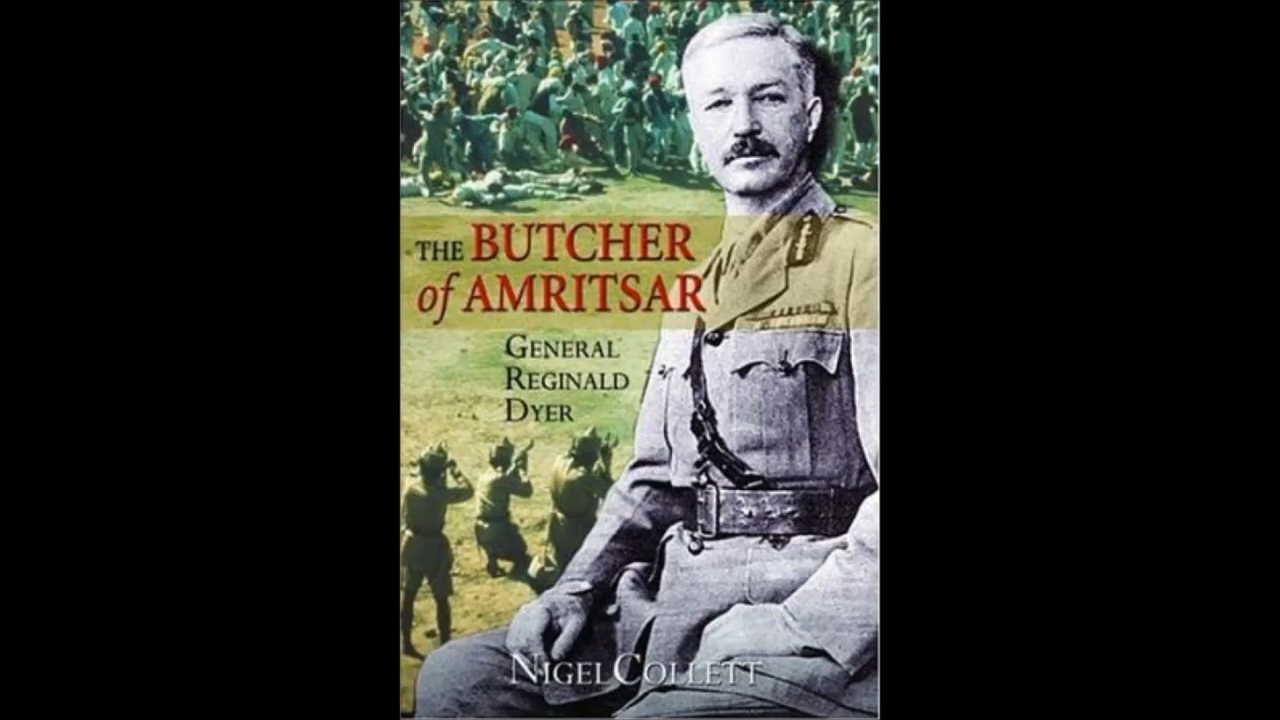 THE BUTCHER
of AMRITSAR
GENERAL
REGINALD
DYER
NIGEL COLLETT